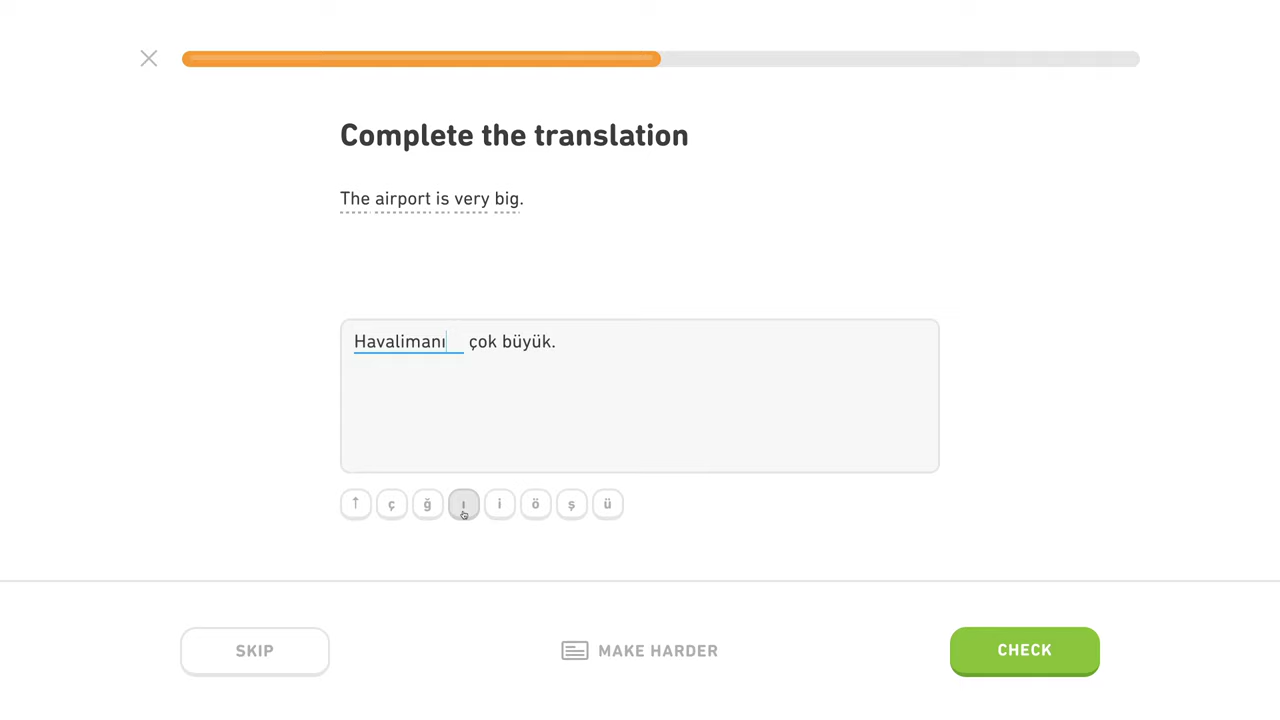 Complete the translation
The airport is very big.
Havalimanı çok büyük.
↑ ç ğ ı i ö ş ü
SKIP
MAKE HARDER
CHECK